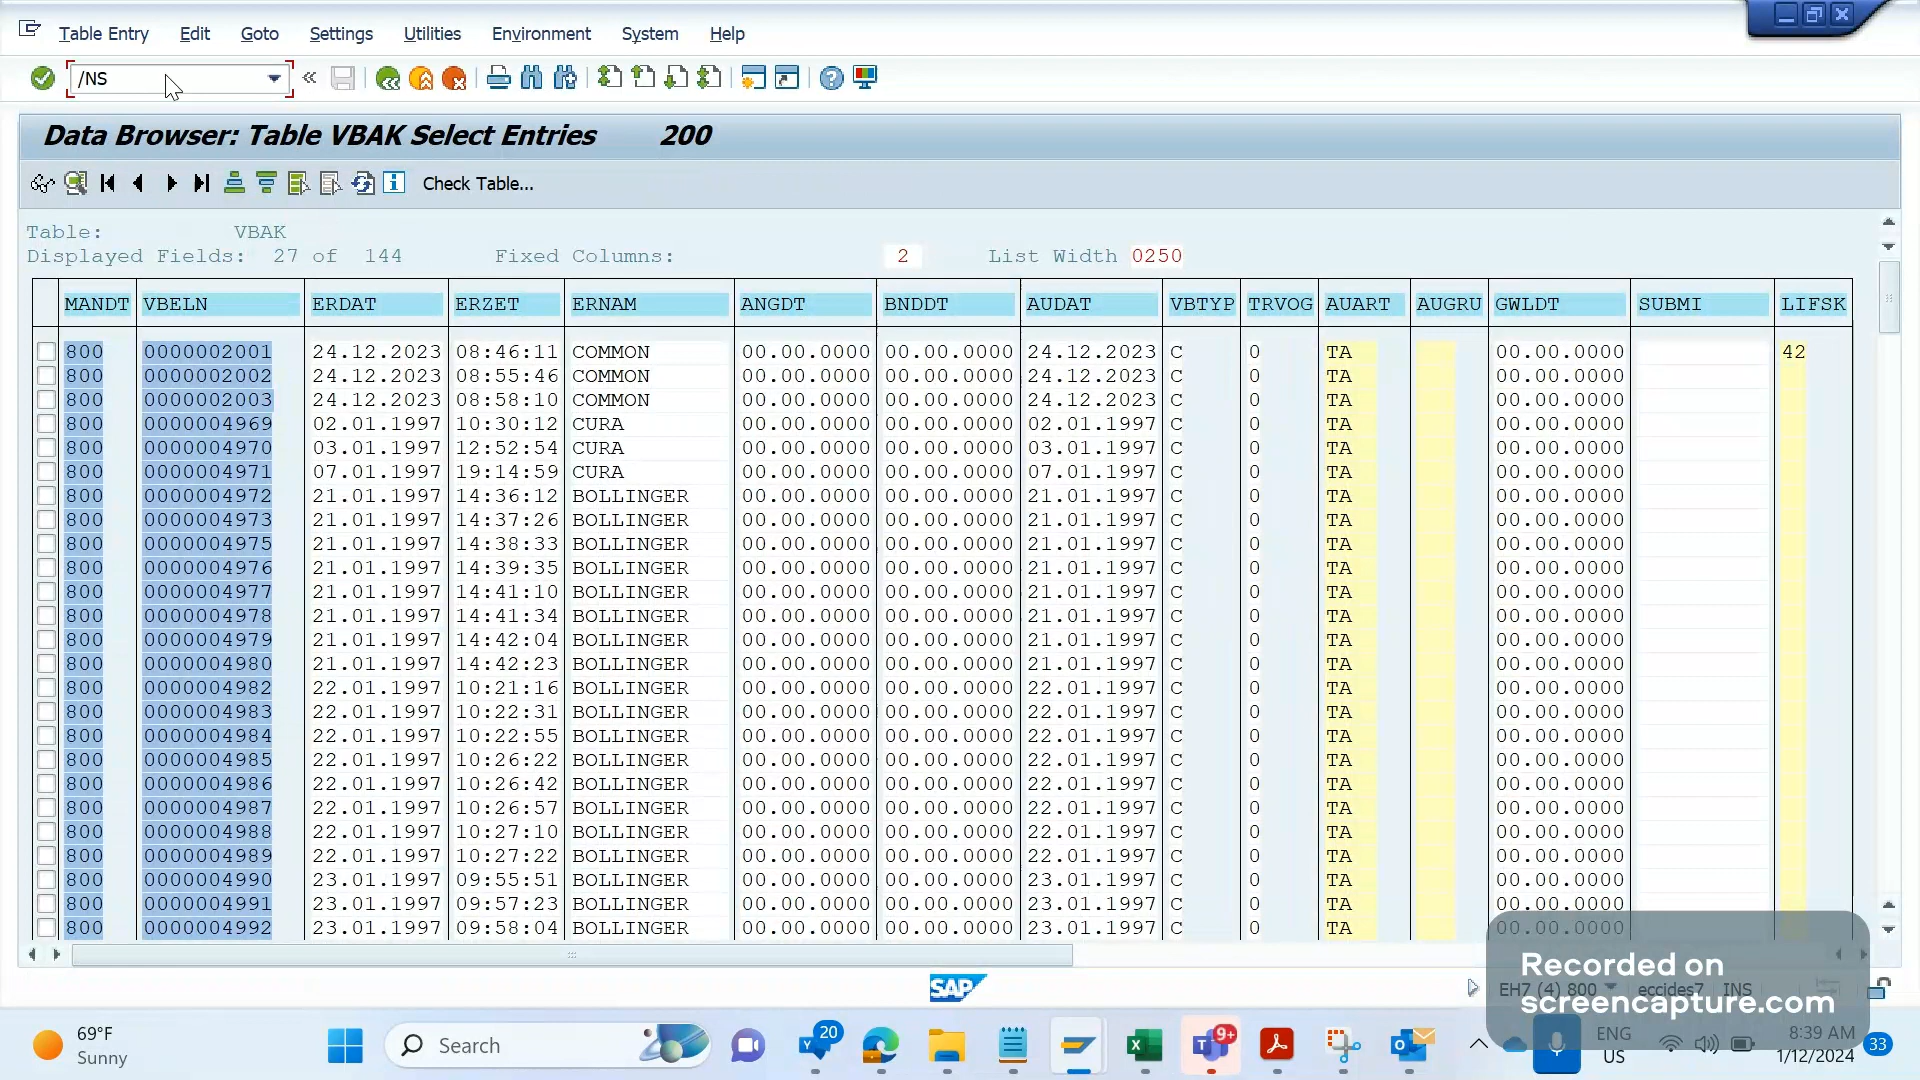 Table Entry Edit Goto Settings Utilities Environment System Help
/NS
Data Browser: Table VBAK Select Entries 200
Check Table...
Table: VBAK
Displayed Fields: 27 of 144 Fixed Columns: 2 List Width 0250
MANDT VBELN ERDAT ERZET ERNAM ANGDT BNDDT AUDAT VBTYP TRVOG AUART AUGRU GWLDT SUBMI LIFSK
800 0000002001 24.12.2023 08:46:11 COMMON 00.00.0000 00.00.0000 24.12.2023 C 0 TA 00.00.0000 42
800 0000002002 24.12.2023 08:55:46 COMMON 00.00.0000 00.00.0000 24.12.2023 C 0 TA 00.00.0000
800 0000002003 24.12.2023 08:58:10 COMMON 00.00.0000 00.00.0000 24.12.2023 C 0 TA 00.00.0000
800 0000004969 02.01.1997 10:30:12 CURA 00.00.0000 00.00.0000 02.01.1997 C 0 TA 00.00.0000
800 0000004970 03.01.1997 12:52:54 CURA 00.00.0000 00.00.0000 03.01.1997 C 0 TA 00.00.0000
800 0000004971 07.01.1997 19:14:59 CURA 00.00.0000 00.00.0000 07.01.1997 C 0 TA 00.00.0000
800 0000004972 21.01.1997 14:36:12 BOLLINGER 00.00.0000 00.00.0000 21.01.1997 C 0 TA 00.00.0000
800 0000004973 21.01.1997 14:37:26 BOLLINGER 00.00.0000 00.00.0000 21.01.1997 C 0 TA 00.00.0000
800 0000004975 21.01.1997 14:38:33 BOLLINGER 00.00.0000 00.00.0000 21.01.1997 C 0 TA 00.00.0000
800 0000004976 21.01.1997 14:39:35 BOLLINGER 00.00.0000 00.00.0000 21.01.1997 C 0 TA 00.00.0000
800 0000004977 21.01.1997 14:41:10 BOLLINGER 00.00.0000 00.00.0000 21.01.1997 C 0 TA 00.00.0000
800 0000004978 21.01.1997 14:41:34 BOLLINGER 00.00.0000 00.00.0000 21.01.1997 C 0 TA 00.00.0000
800 0000004979 21.01.1997 14:42:04 BOLLINGER 00.00.0000 00.00.0000 21.01.1997 C 0 TA 00.00.0000
800 0000004980 21.01.1997 14:42:23 BOLLINGER 00.00.0000 00.00.0000 21.01.1997 C 0 TA 00.00.0000
800 0000004982 22.01.1997 10:21:16 BOLLINGER 00.00.0000 00.00.0000 22.01.1997 C 0 TA 00.00.0000
800 0000004983 22.01.1997 10:22:31 BOLLINGER 00.00.0000 00.00.0000 22.01.1997 C 0 TA 00.00.0000
800 0000004984 22.01.1997 10:22:55 BOLLINGER 00.00.0000 00.00.0000 22.01.1997 C 0 TA 00.00.0000
800 0000004985 22.01.1997 10:26:22 BOLLINGER 00.00.0000 00.00.0000 22.01.1997 C 0 TA 00.00.0000
800 0000004986 22.01.1997 10:26:42 BOLLINGER 00.00.0000 00.00.0000 22.01.1997 C 0 TA 00.00.0000
800 0000004987 22.01.1997 10:26:57 BOLLINGER 00.00.0000 00.00.0000 22.01.1997 C 0 TA 00.00.0000
800 0000004988 22.01.1997 10:27:10 BOLLINGER 00.00.0000 00.00.0000 22.01.1997 C 0 TA 00.00.0000
800 0000004989 22.01.1997 10:27:22 BOLLINGER 00.00.0000 00.00.0000 22.01.1997 C 0 TA 00.00.0000
800 0000004990 23.01.1997 09:55:51 BOLLINGER 00.00.0000 00.00.0000 23.01.1997 C 0 TA 00.00.0000
800 0000004991 23.01.1997 09:57:23 BOLLINGER 00.00.0000 00.00.0000 23.01.1997 C 0 TA 00.00.0000
800 0000004992 23.01.1997 09:58:04 BOLLINGER 00.00.0000 00.00.0000 23.01.1997 C 0 TA 00.00.0000
Recorded on
screencapture.com
SAP EH7 (4) 800 eccides7 INS
69°F
Sunny
Search
20
9+
ENG
US
8:39 AM
1/12/2024
33